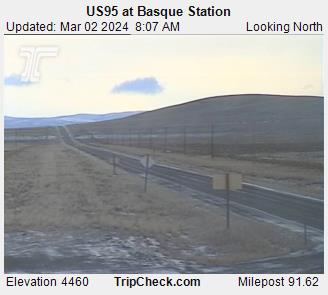 US95 at Basque Station
Updated: Mar 02 2024 8:07 AM Looking North
Elevation 4460 TripCheck.com Milepost 91.62